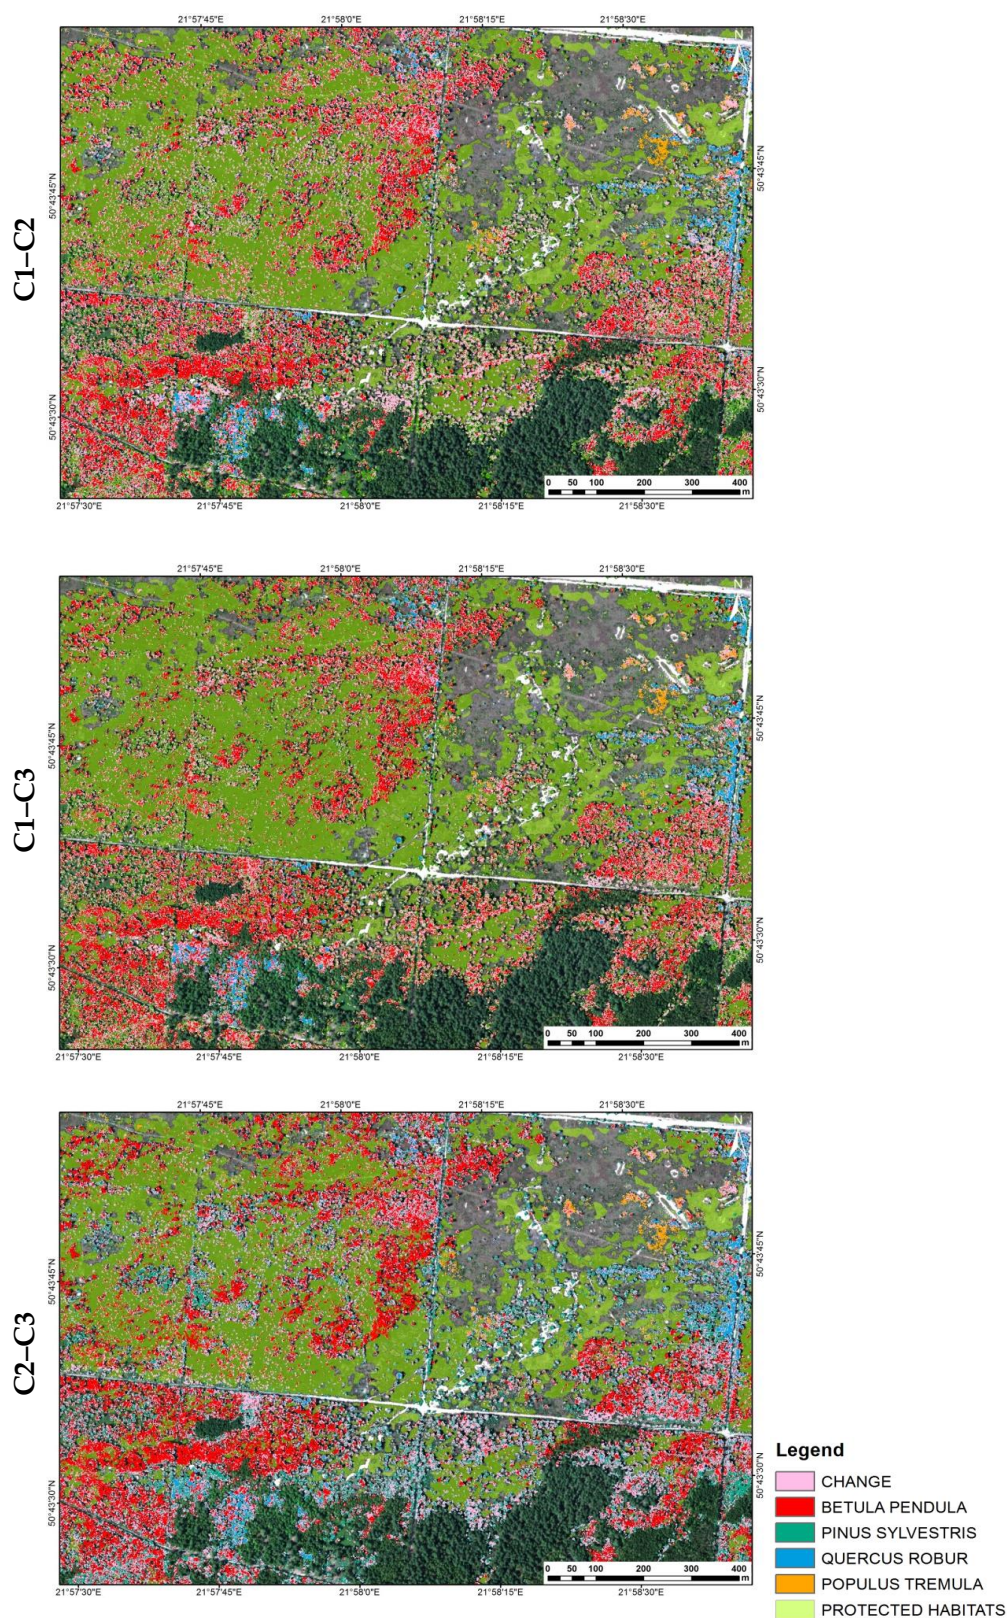 21°57'45"E 21°58'0"E 21°58'15"E 21°58'30"E
N
50°43'45"N 50°43'45"N
C1–C2
50°43'30"N 50°43'30"N
0 50 100 200 300 400
m
21°57'30"E 21°57'45"E 21°58'0"E 21°58'15"E 21°58'30"E
21°57'45"E 21°58'0"E 21°58'15"E 21°58'30"E
N
50°43'45"N 50°43'45"N
C1–C3
50°43'30"N 50°43'30"N
0 50 100 200 300 400
m
21°57'30"E 21°57'45"E 21°58'0"E 21°58'15"E 21°58'30"E
21°57'45"E 21°58'0"E 21°58'15"E 21°58'30"E
N
50°43'45"N 50°43'45"N
C2–C3
50°43'30"N 50°43'30"N
0 50 100 200 300 400
m
21°57'30"E 21°57'45"E 21°58'0"E 21°58'15"E 21°58'30"E
Legend
CHANGE
BETULA PENDULA
PINUS SYLVESTRIS
QUERCUS ROBUR
POPULUS TREMULA
PROTECTED HABITATS